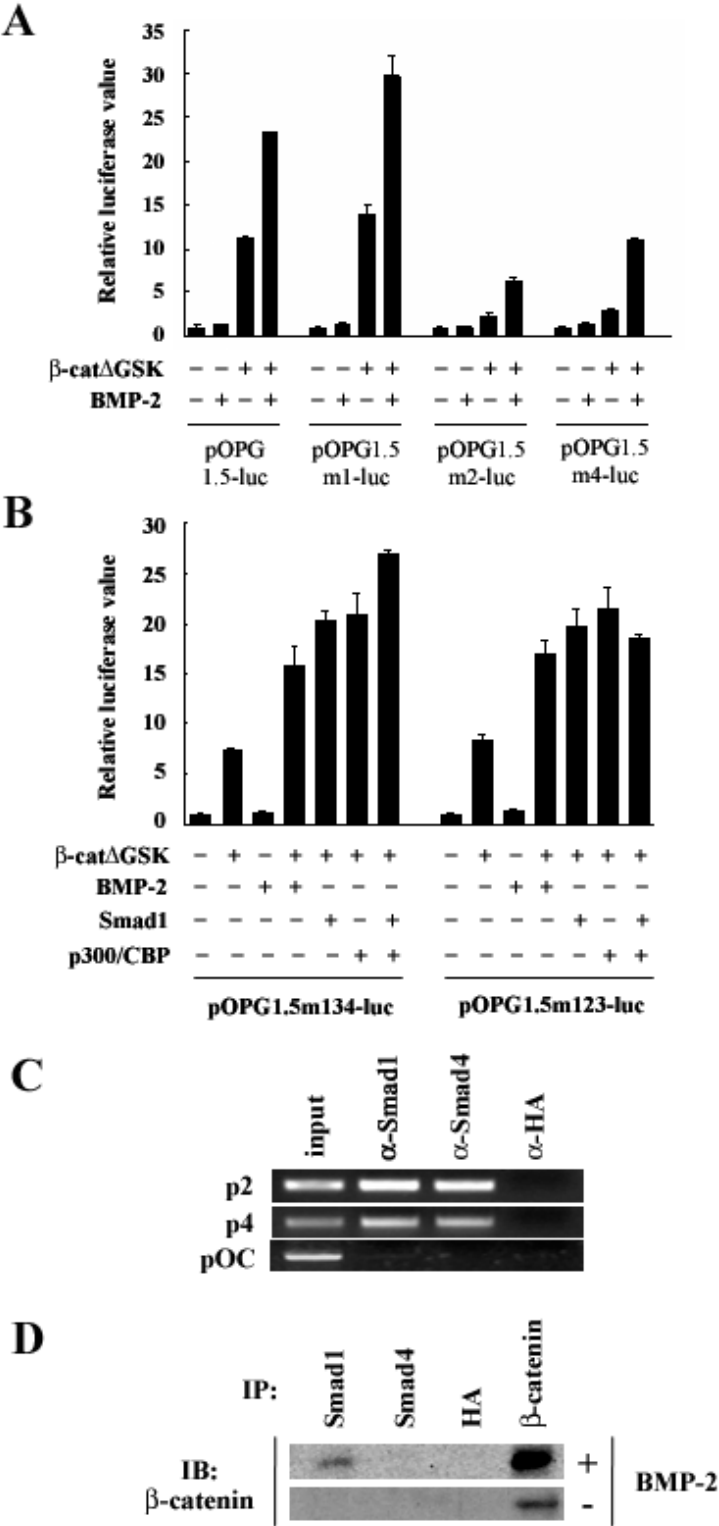 A
Relative luciferase value
35
30
25
20
15
10
5
0
β-catΔGSK − − + + − − + + − − + + − − + +
BMP-2 − + − + − + − + − + − + − + − +
pOPG pOPG1.5 pOPG1.5 pOPG1.5
1.5-luc m1-luc m2-luc m4-luc
B
Relative luciferase value
30
25
20
15
10
5
0
β-catΔGSK − + − + + + + − + − + + + +
BMP-2 − − + + − − − − − + + − − −
Smad1 − − − − + − + − − − − + − +
p300/CBP − − − − − + + − − − − − + +
pOPG1.5m134-luc pOPG1.5m123-luc
C
input α-Smad1 α-Smad4 α-HA
p2
p4
pOC
D
IP: Smad1 Smad4 HA β-catenin
IB:
β-catenin
+
-
BMP-2